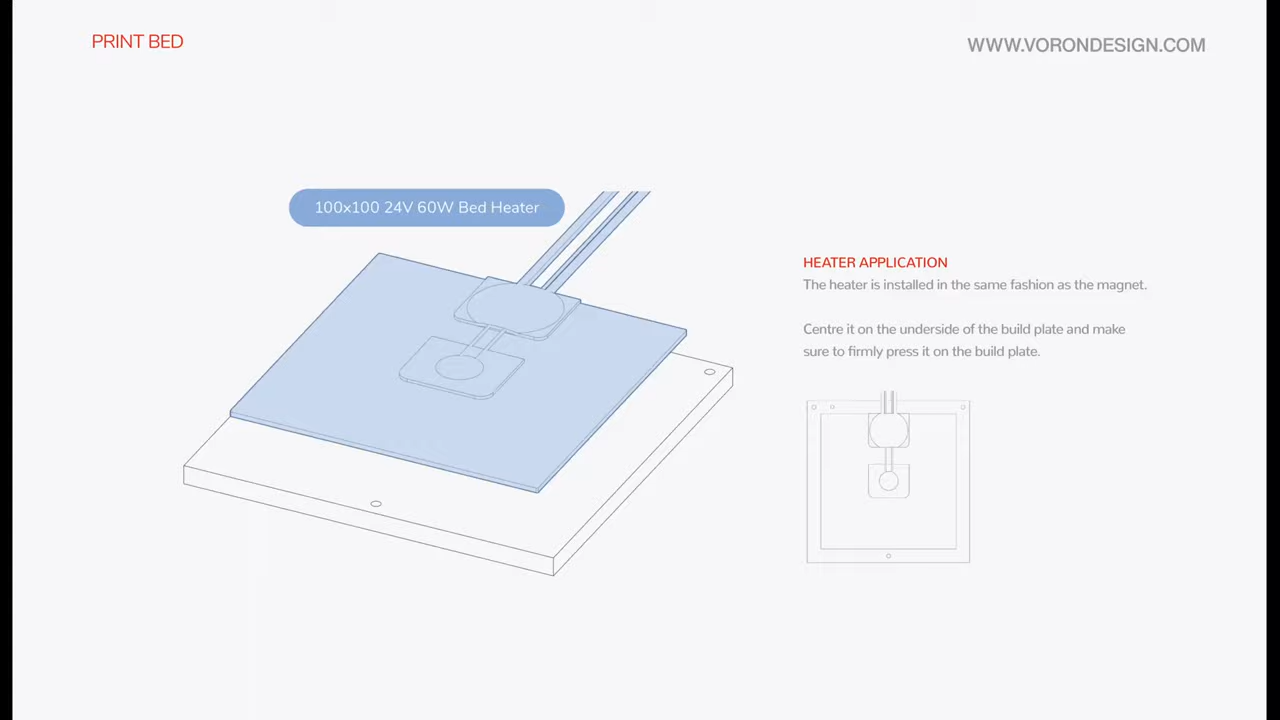 PRINT BED
WWW.VORONDESIGN.COM
100x100 24V 60W Bed Heater
HEATER APPLICATION
The heater is installed in the same fashion as the magnet.
Centre it on the underside of the build plate and make
sure to firmly press it on the build plate.